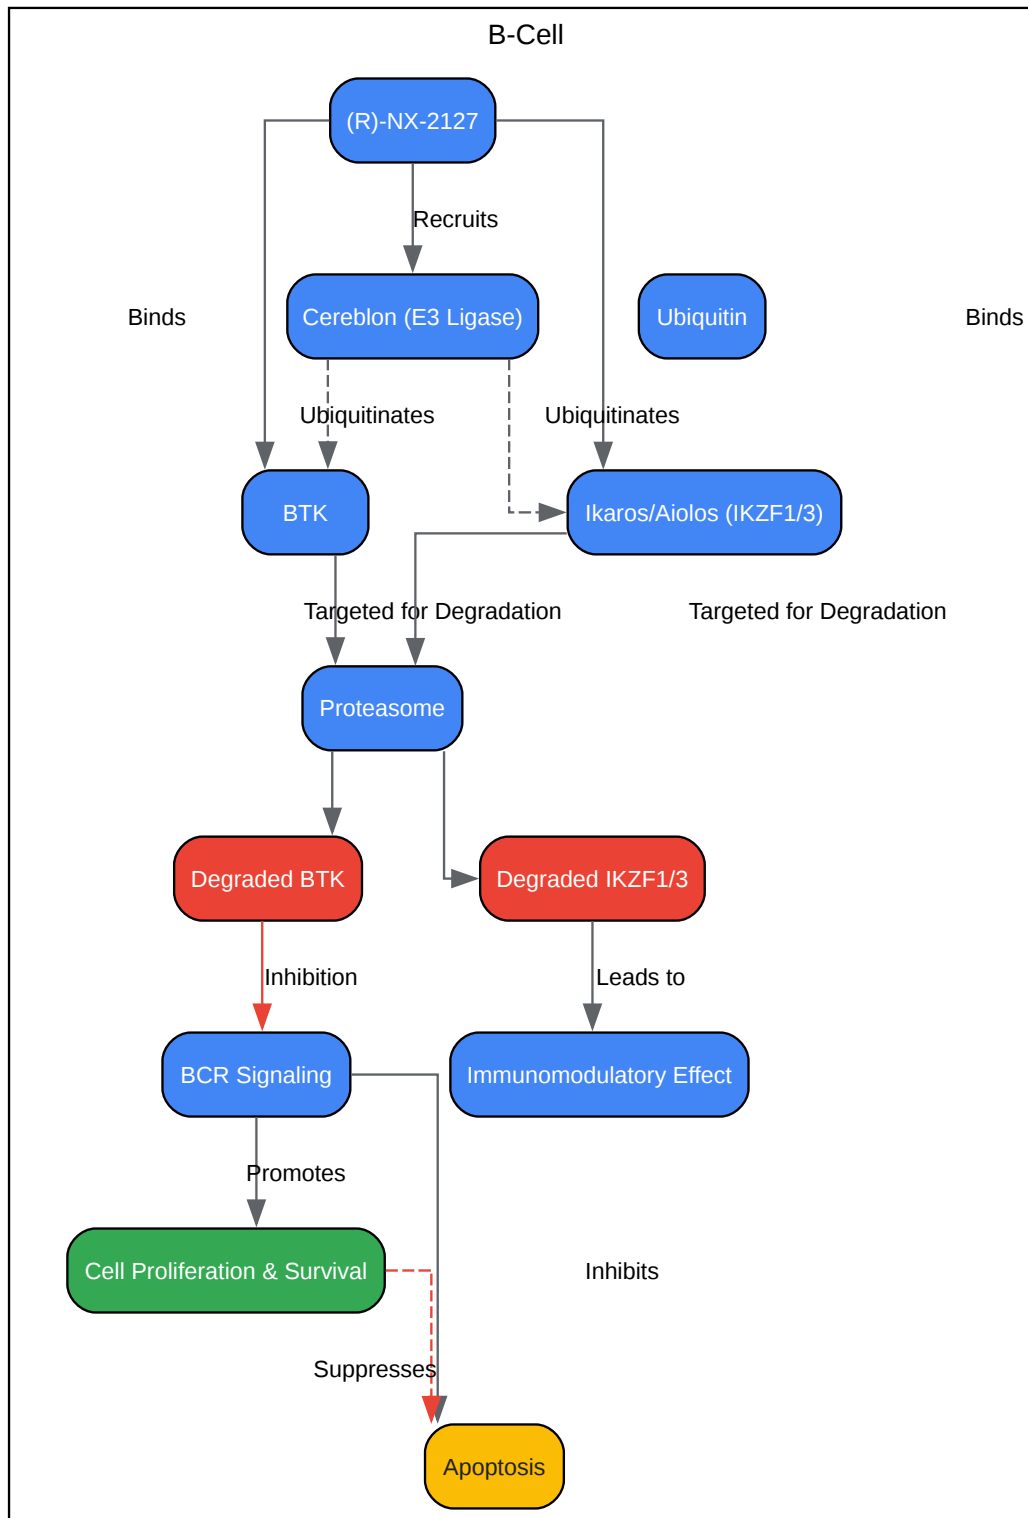 B-Cell
(R)-NX-2127
Recruits
Binds
Cereblon (E3 Ligase)
Ubiquitin
Binds
Ubiquitinates
Ubiquitinates
BTK
Ikaros/Aiolos (IKZF1/3)
Targeted for Degradation
Targeted for Degradation
Proteasome
Degraded BTK
Degraded IKZF1/3
Inhibition
Leads to
BCR Signaling
Immunomodulatory Effect
Promotes
Cell Proliferation & Survival
Inhibits
Suppresses
Apoptosis